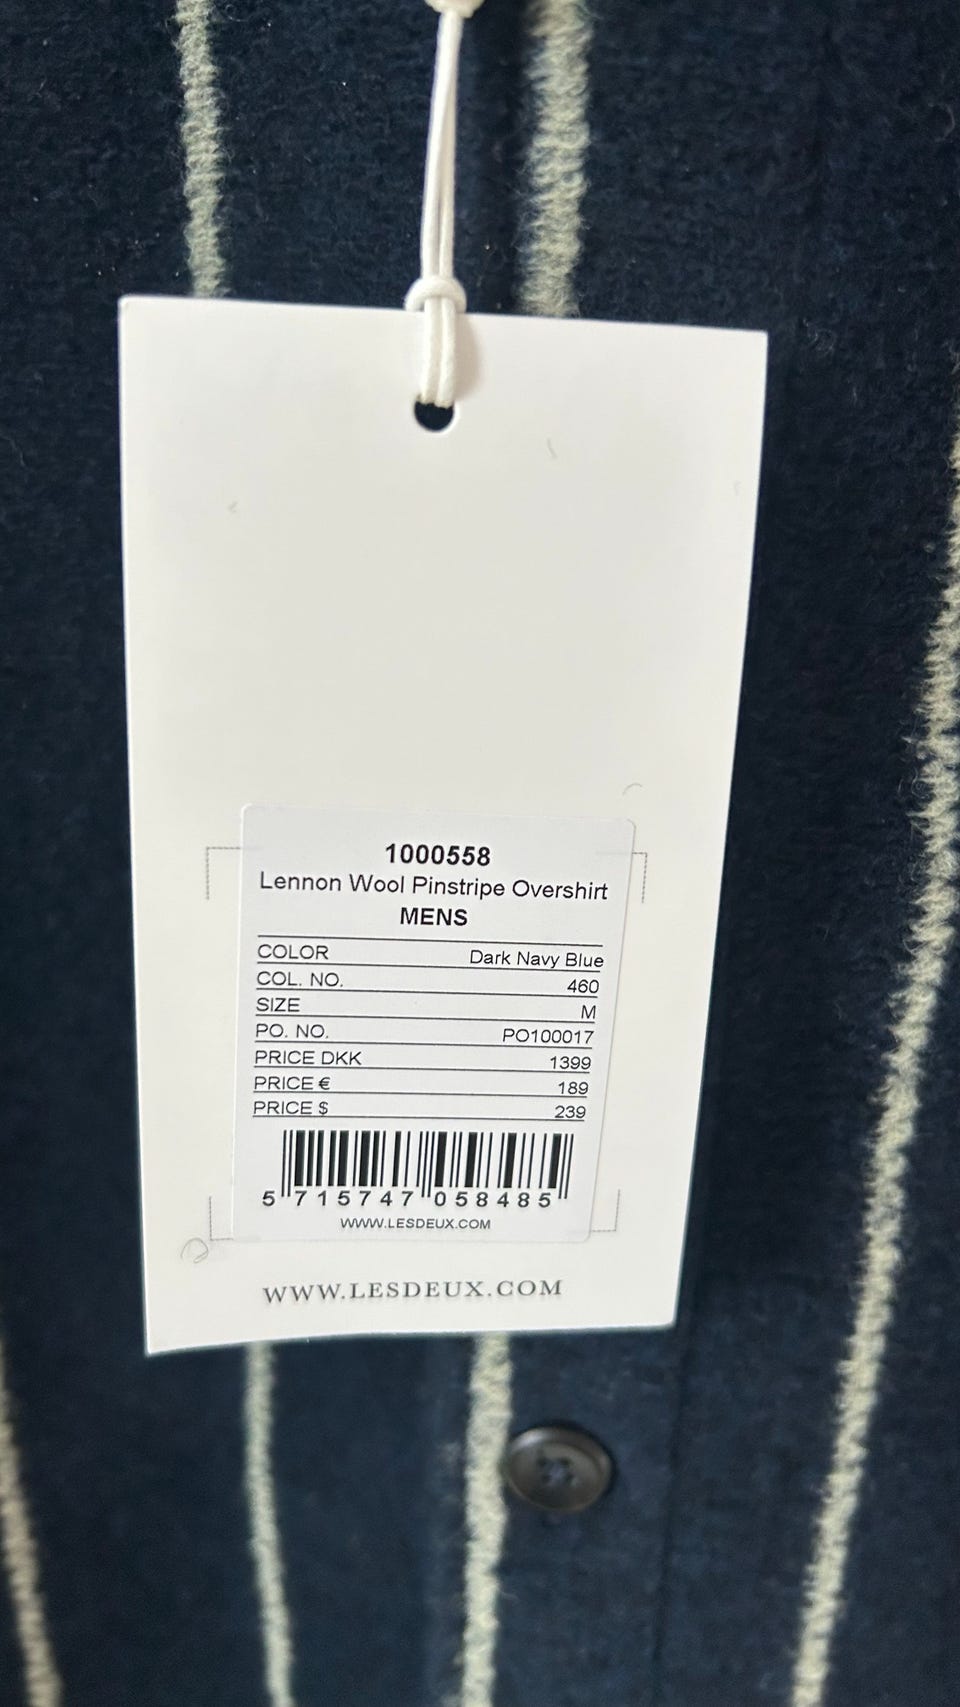 1000558
Lennon Wool Pinstripe Overshirt
MENS
COLOR Dark Navy Blue
COL. NO. 460
SIZE M
PO. NO. PO100017
PRICE DKK 1399
PRICE € 189
PRICE $ 239
5 715747 058485
WWW.LESDEUX.COM
WWW.LESDEUX.COM